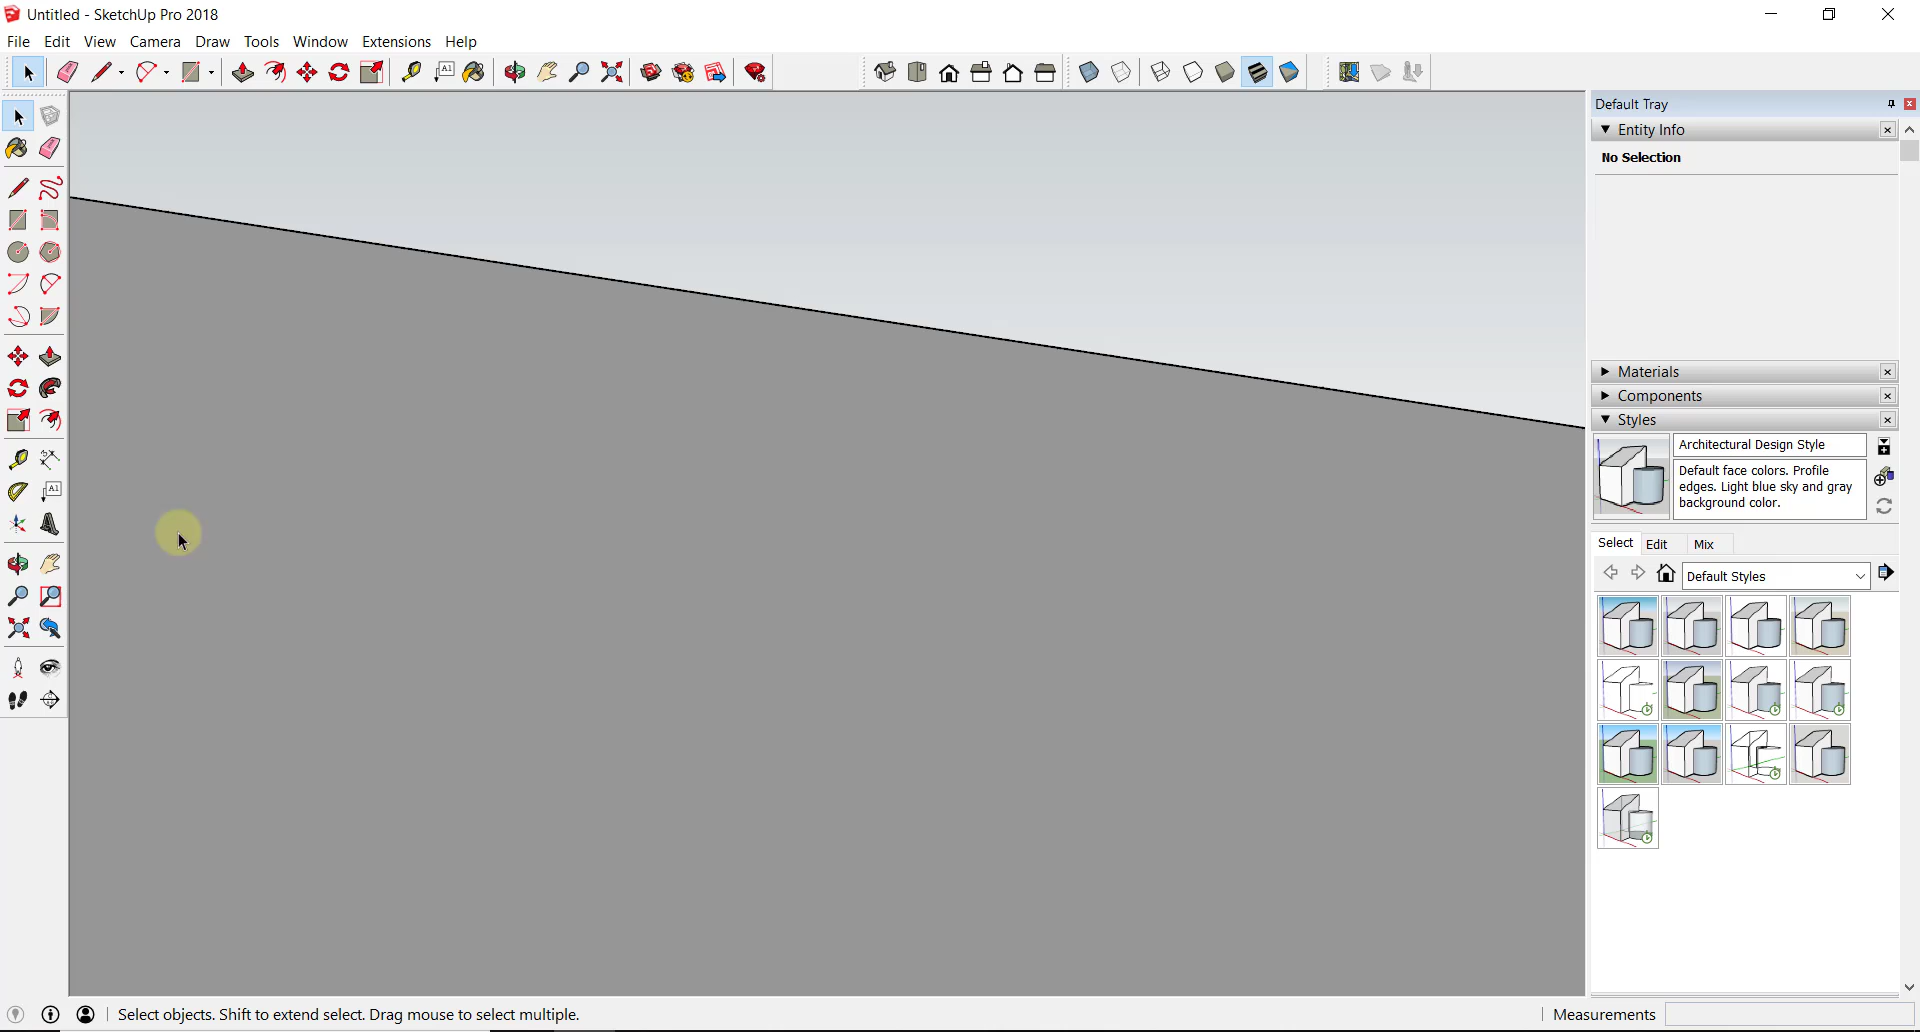 Untitled - SketchUp Pro 2018
File Edit View Camera Draw Tools Window Extensions Help
A1
Default Tray
Entity Info
No Selection
Materials
Components
Styles
Architectural Design Style
Default face colors. Profile
edges. Light blue sky and gray
background color.
A1
Select Edit Mix
Default Styles
Select objects. Shift to extend select. Drag mouse to select multiple.
Measurements